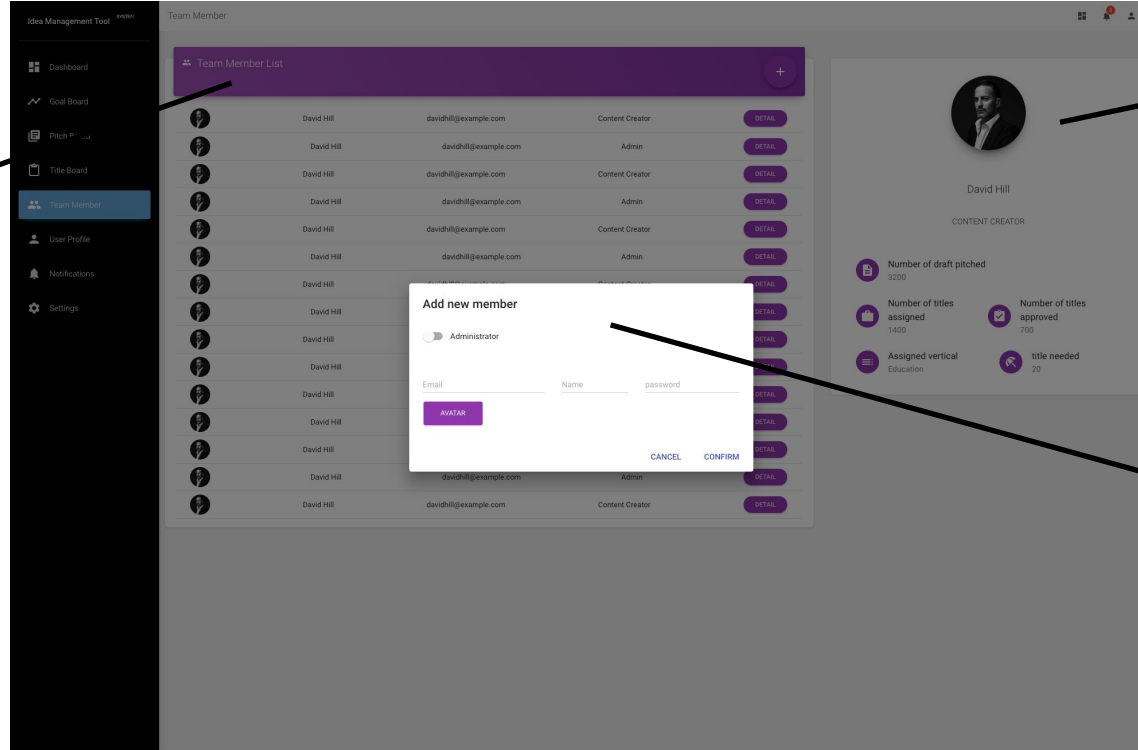 Idea Management Tool SYSTEM
Team Member
3
Dashboard
Goal Board
Pitch
Title Board
Team Member
User Profile
Notifications
Settings
Team Member List
+
David Hill davidhill@example.com Content Creator DETAIL
David Hill davidhill@example.com Admin DETAIL
David Hill davidhill@example.com Content Creator DETAIL
David Hill davidhill@example.com Admin DETAIL
David Hill davidhill@example.com Content Creator DETAIL
David Hill davidhill@example.com Admin DETAIL
David Hill DETAIL
David Hill DETAIL
David Hill DETAIL
David Hill
David Hill DETAIL
David Hill DETAIL
David Hill DETAIL
David Hill davidhill@example.com Admin DETAIL
David Hill davidhill@example.com Content Creator DETAIL
Add new member
Administrator
Email Name password
AVATAR
CANCEL CONFIRM
David Hill
CONTENT CREATOR
Number of draft pitched
3200
Number of titles assigned
1400
Number of titles approved
700
Assigned vertical
Education
title needed
20